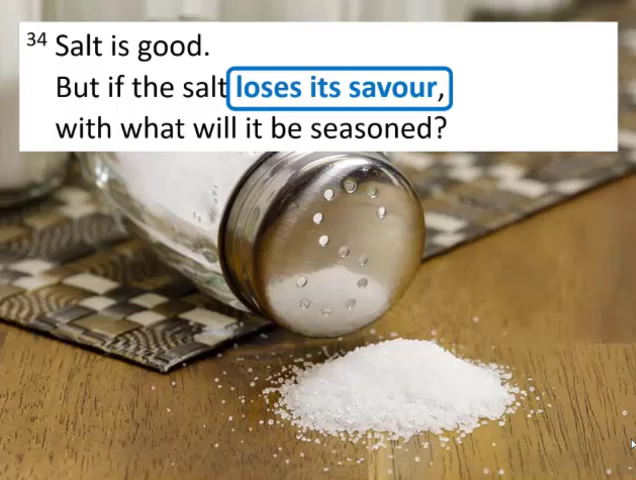 34 Salt is good.
But if the salt loses its savour,
with what will it be seasoned?